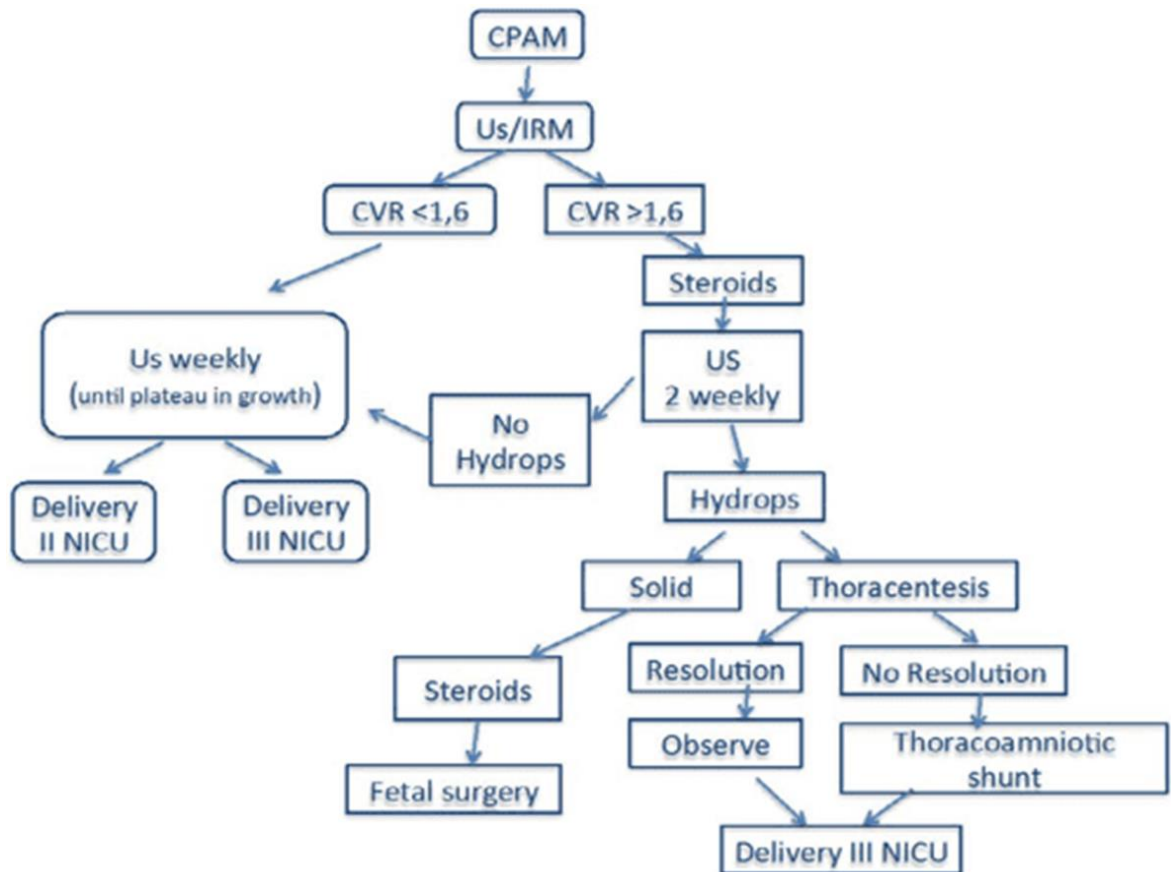 CPAM
Us/IRM
CVR <1,6
CVR >1,6
Steroids
Us weekly
(until plateau in growth)
US
2 weekly
No
Hydrops
Delivery
II NICU
Delivery
III NICU
Hydrops
Solid
Thoracentesis
Steroids
Resolution
No Resolution
Fetal surgery
Observe
Thoracoamniotic
shunt
Delivery III NICU